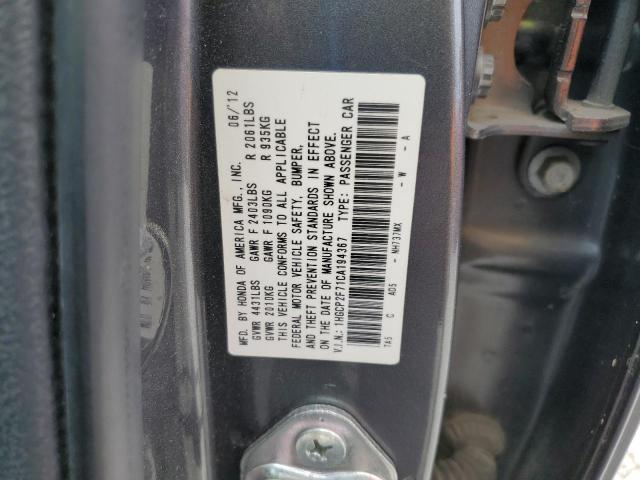 MFD. BY HONDA OF AMERICA MFG., INC. 06/'12
GVWR 4431LBS GAWR F 2403LBS R 2061LBS
GVWR 2010KG GAWR F 1090KG R 935KG
THIS VEHICLE CONFORMS TO ALL APPLICABLE
FEDERAL MOTOR VEHICLE SAFETY, BUMPER,
AND THEFT PREVENTION STANDARDS IN EFFECT
ON THE DATE OF MANUFACTURE SHOWN ABOVE.
V.I.N.: 1HGCP2F71CA194367 TYPE: PASSENGER CAR
TA5 C A05 - NH737MX - W - A